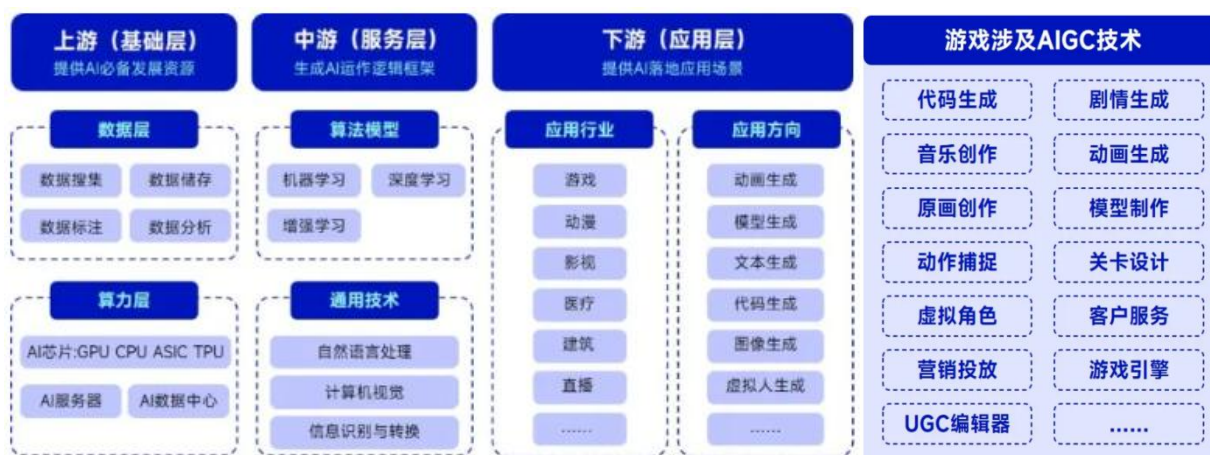 上游（基础层）
提供AI必备发展资源
数据层
数据搜集 数据储存
数据标注 数据分析
算力层
AI芯片:GPU CPU ASIC TPU
AI服务器 AI数据中心
中游（服务层）
生成AI运作逻辑框架
算法模型
机器学习 深度学习
增强学习
通用技术
自然语言处理
计算机视觉
信息识别与转换
下游（应用层）
提供AI落地应用场景
应用行业
游戏
动漫
影视
医疗
建筑
直播
......
应用方向
动画生成
模型生成
文本生成
代码生成
图像生成
虚拟人生成
......
游戏涉及AIGC技术
代码生成 剧情生成
音乐创作 动画生成
原画创作 模型制作
动作捕捉 关卡设计
虚拟角色 客户服务
营销投放 游戏引擎
UGC编辑器 ......